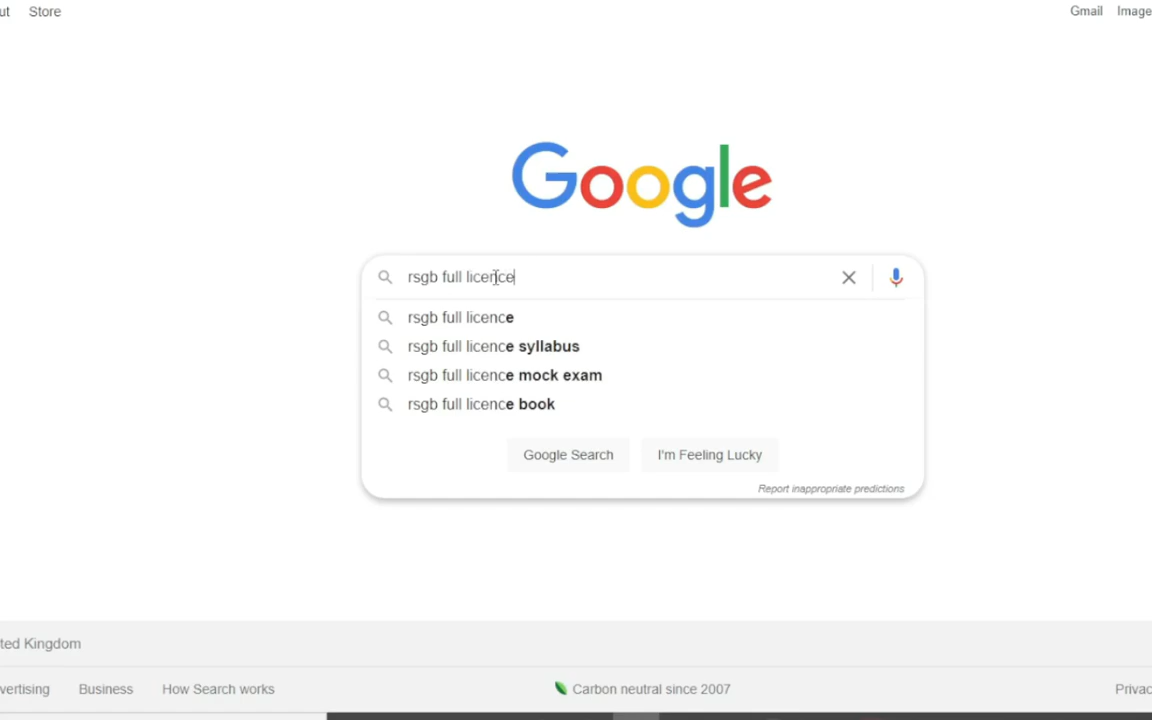 ut Store Gmail Image
Google
rsgb full licence
rsgb full licence
rsgb full licence syllabus
rsgb full licence mock exam
rsgb full licence book
Google Search I'm Feeling Lucky
Report inappropriate predictions
ted Kingdom
vertising Business How Search works Carbon neutral since 2007 Privac